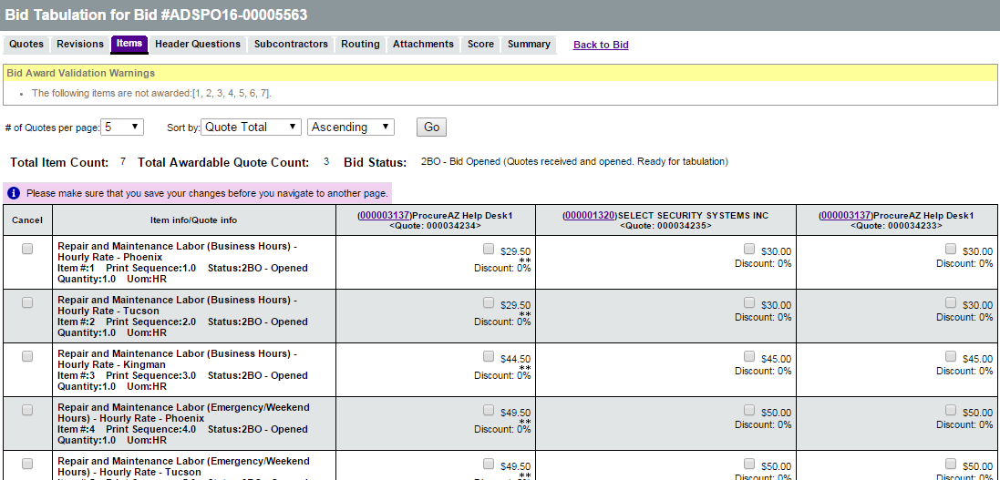 Bid Tabulation for Bid #ADSPO16-00005563
Quotes Revisions Items Header Questions Subcontractors Routing Attachments Score Summary Back to Bid
Bid Award Validation Warnings
• The following items are not awarded:[1, 2, 3, 4, 5, 6, 7].
# of Quotes per page: 5 Sort by: Quote Total Ascending Go
Total Item Count: 7 Total Awardable Quote Count: 3 Bid Status: 2BO - Bid Opened (Quotes received and opened. Ready for tabulation)
Please make sure that you save your changes before you navigate to another page.
Cancel
Item info/Quote info
(000003137)ProcureAZ Help Desk1
<Quote: 000034234>
(000001320)SELECT SECURITY SYSTEMS INC
<Quote: 000034235>
(000003137)ProcureAZ Help Desk1
<Quote: 000034233>
Repair and Maintenance Labor (Business Hours) -
Hourly Rate - Phoenix
Item #:1 Print Sequence:1.0 Status:2BO - Opened
Quantity:1.0 Uom:HR
$29.50
**
Discount: 0%
$30.00
Discount: 0%
$30.00
Discount: 0%
Repair and Maintenance Labor (Business Hours) -
Hourly Rate - Tucson
Item #:2 Print Sequence:2.0 Status:2BO - Opened
Quantity:1.0 Uom:HR
$29.50
**
Discount: 0%
$30.00
Discount: 0%
$30.00
Discount: 0%
Repair and Maintenance Labor (Business Hours) -
Hourly Rate - Kingman
Item #:3 Print Sequence:3.0 Status:2BO - Opened
Quantity:1.0 Uom:HR
$44.50
**
Discount: 0%
$45.00
Discount: 0%
$45.00
Discount: 0%
Repair and Maintenance Labor (Emergency/Weekend
Hours) - Hourly Rate - Phoenix
Item #:4 Print Sequence:4.0 Status:2BO - Opened
Quantity:1.0 Uom:HR
$49.50
**
Discount: 0%
$50.00
Discount: 0%
$50.00
Discount: 0%
Repair and Maintenance Labor (Emergency/Weekend
Hours) - Hourly Rate - Tucson
$49.50
**
$50.00
$50.00